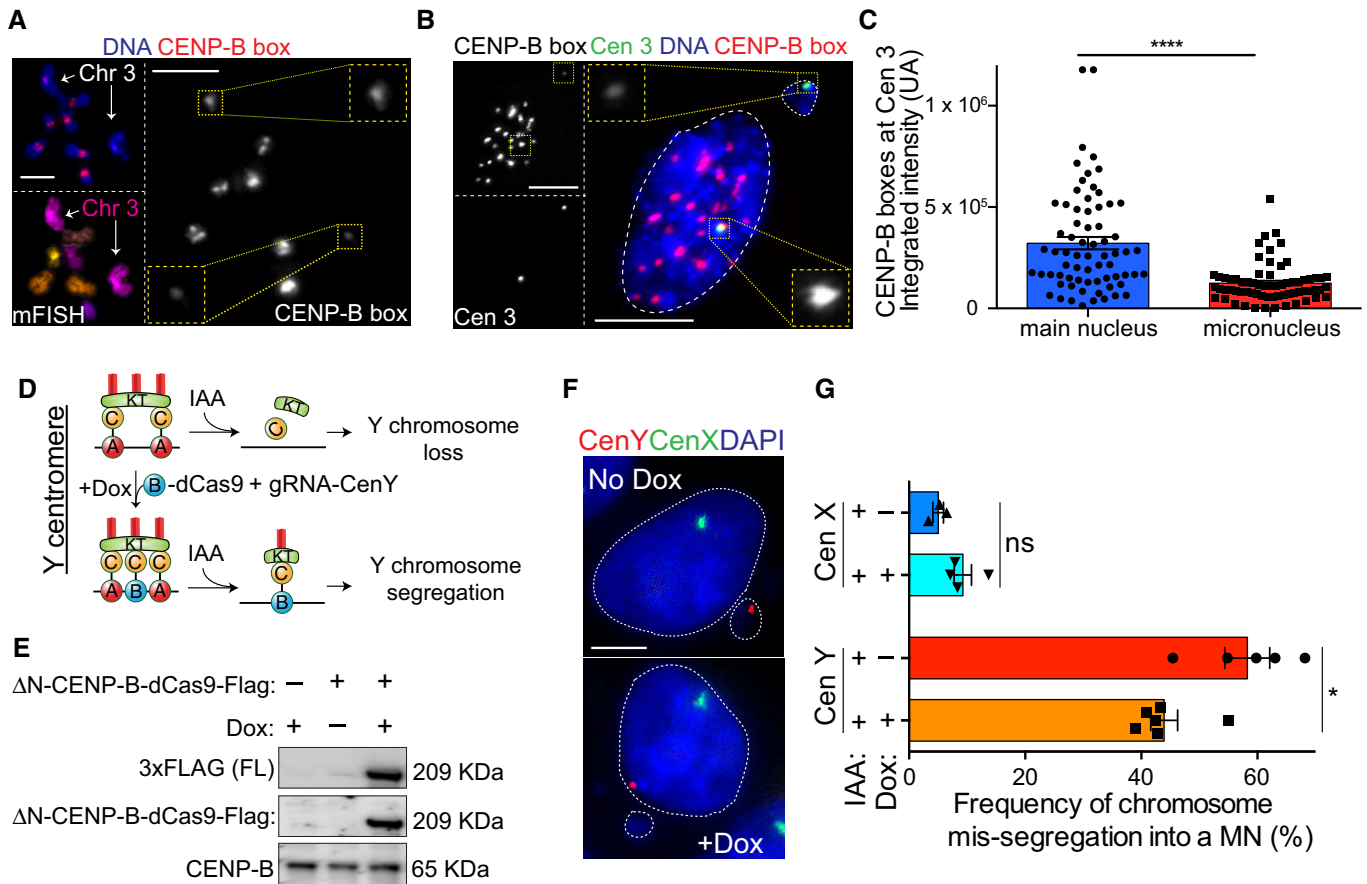 A
DNA CENP-B box
Chr 3
Chr 3
mFISH
CENP-B box
B
CENP-B box Cen 3 DNA CENP-B box
Cen 3
C
CENP-B boxes at Cen 3
Integrated intensity (UA)
****
1 x 10⁶
5 x 10⁵
0
main nucleus
micronucleus
D
Y centromere
KT
C C
A A
IAA
KT
C
Y chromosome
loss
+Dox
B -dCas9 + gRNA-CenY
KT
C C C
A B A
IAA
KT
C
B
Y chromosome
segregation
E
ΔN-CENP-B-dCas9-Flag: − + +
Dox: + − +
3xFLAG (FL) 209 KDa
ΔN-CENP-B-dCas9-Flag: 209 KDa
CENP-B 65 KDa
F
CenYCenXDAPI
No Dox
+Dox
G
Cen X
+ −
+ +
ns
Cen Y
+ −
+ +
*
IAA:
Dox:
0 20 40 60
Frequency of chromosome
mis-segregation into a MN (%)